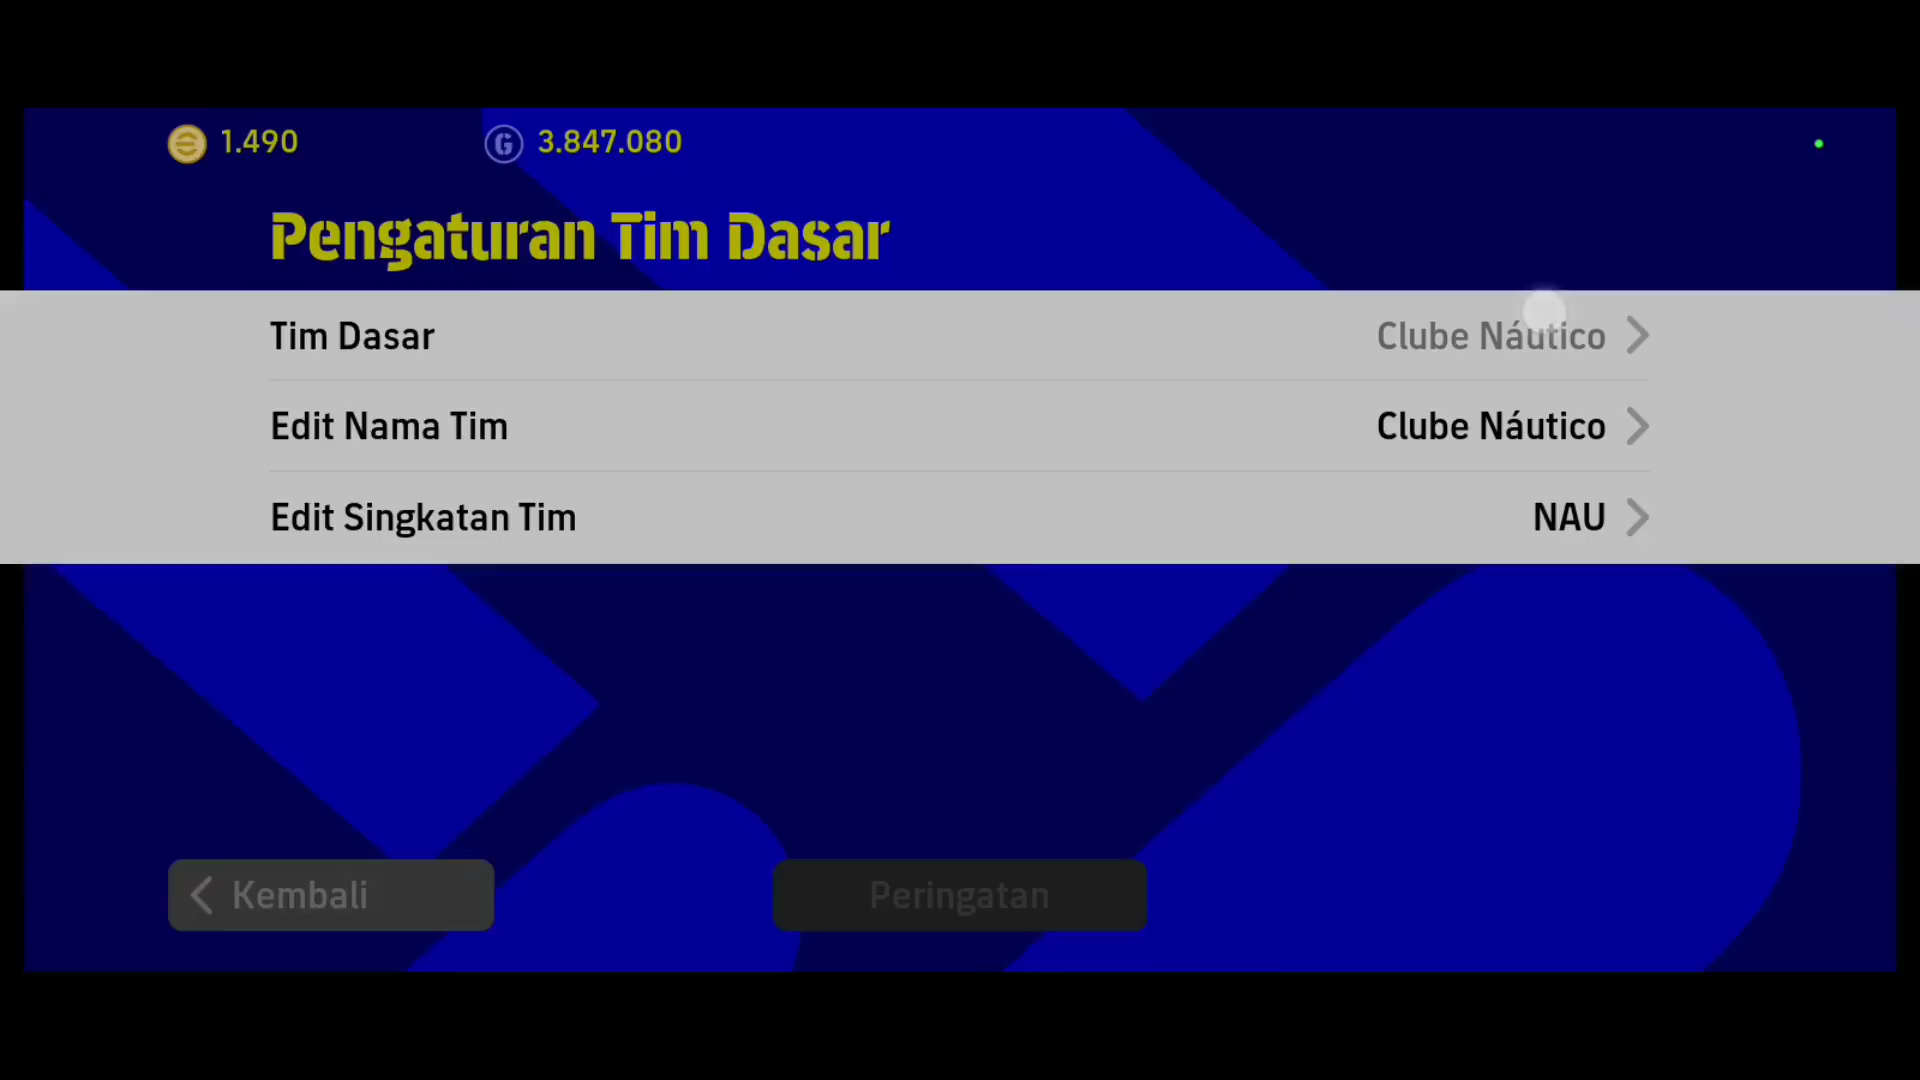 1.490
G 3.847.080
Pengaturan Tim Dasar
Tim Dasar Clube Náutico
Edit Nama Tim Clube Náutico
Edit Singkatan Tim NAU
Kembali
Peringatan